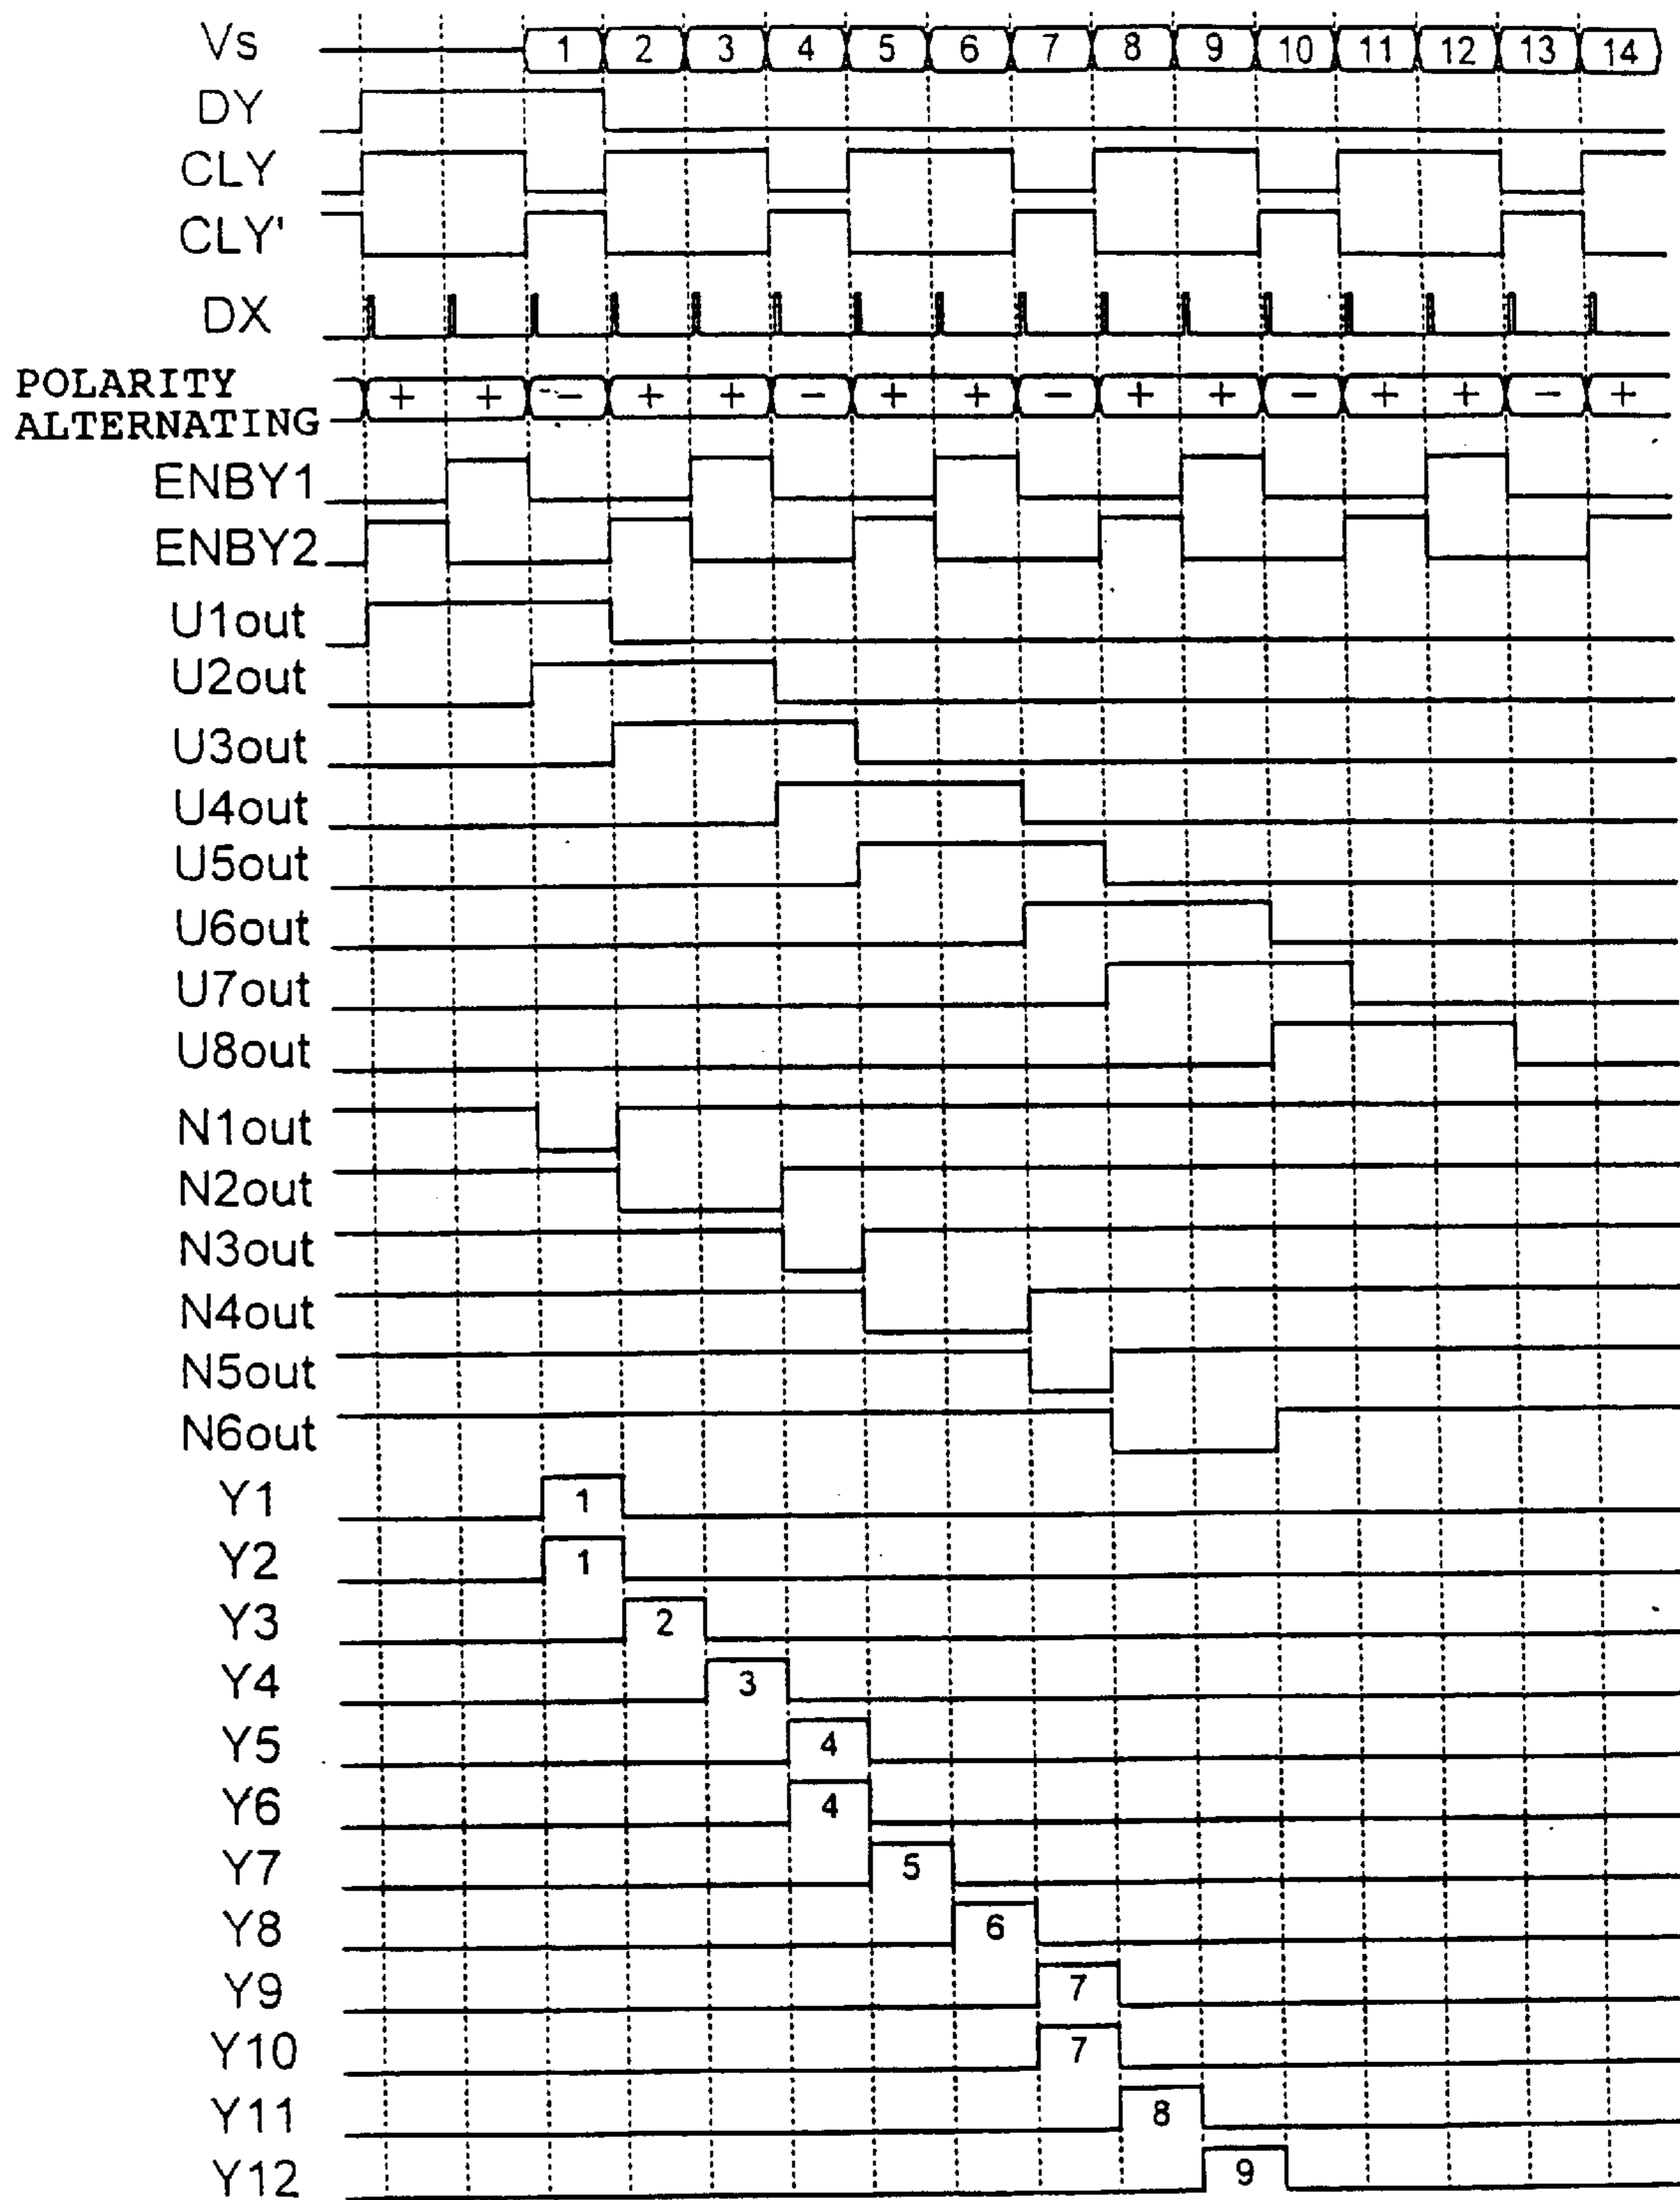 Vs 1 2 3 4 5 6 7 8 9 10 11 12 13 14
DY
CLY
CLY'
DX
POLARITY
ALTERNATING + + − + + − + + − + + − + + − +
ENBY1
ENBY2
U1out
U2out
U3out
U4out
U5out
U6out
U7out
U8out
N1out
N2out
N3out
N4out
N5out
N6out
Y1 1
Y2 1
Y3 2
Y4 3
Y5 4
Y6 4
Y7 5
Y8 6
Y9 7
Y10 7
Y11 8
Y12 9